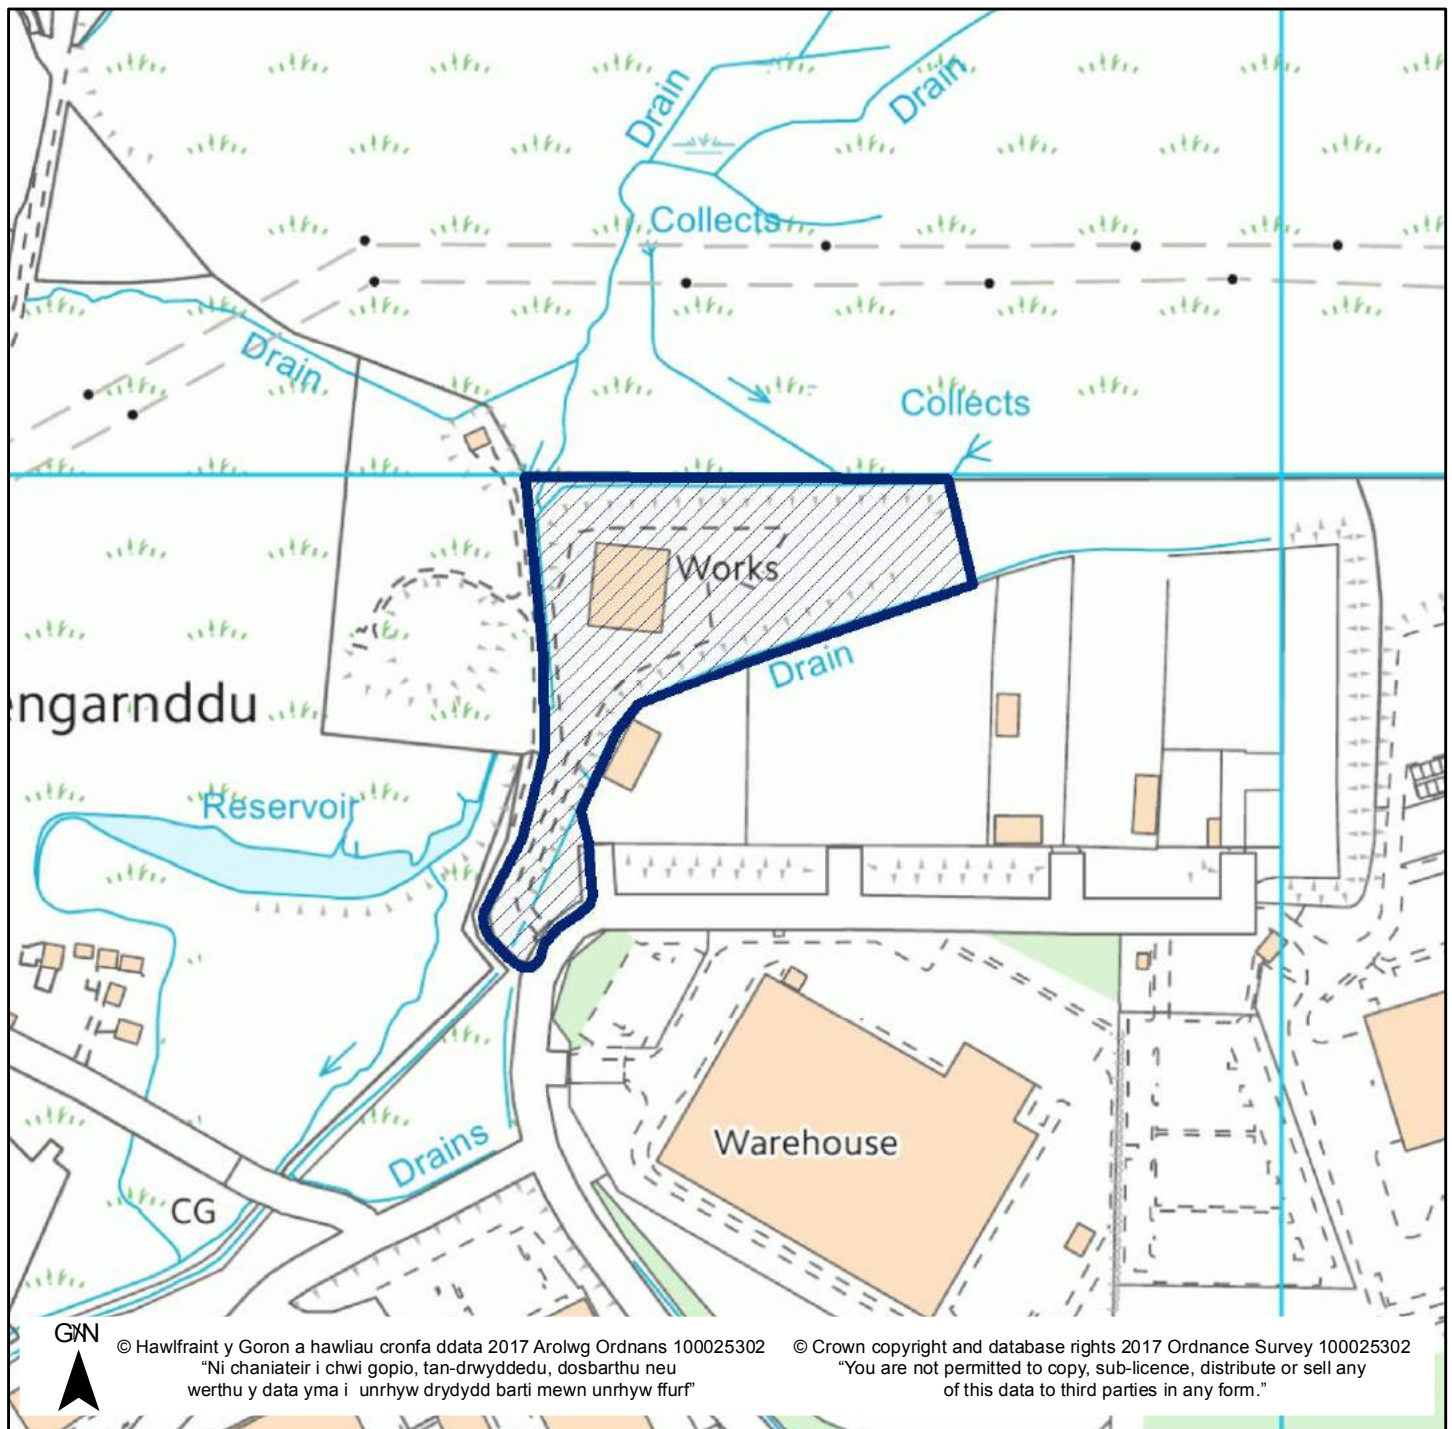 Drain
Drain
Collects
Drain
Collects
Works
Drain
ngarnddu
Reservoir
Drains
Warehouse
CG
© Hawlfraint y Goron a hawliau cronfa ddata 2017 Arolwg Ordnans 100025302
“Ni chaniateir i chwi gopio, tan-drwyddedu, dosbarthu neu
werthu y data yma i unrhyw drydydd barti mewn unrhyw ffurf”
© Crown copyright and database rights 2017 Ordnance Survey 100025302
“You are not permitted to copy, sub-licence, distribute or sell any
of this data to third parties in any form.”